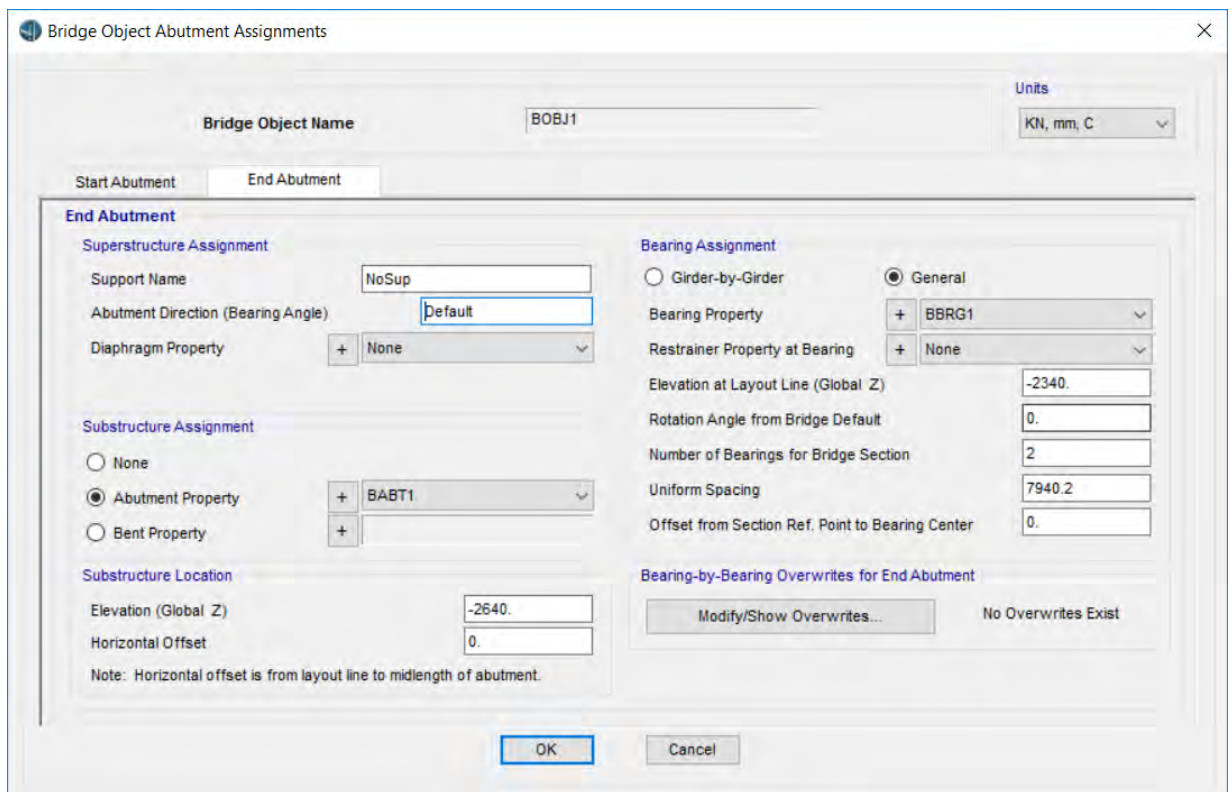 Bridge Object Abutment Assignments
Units
Bridge Object Name
BOBJ1
KN, mm, C
Start Abutment
End Abutment
End Abutment
Superstructure Assignment
Support Name
NoSup
Abutment Direction (Bearing Angle)
Default
Diaphragm Property
+
None
Substructure Assignment
None
Abutment Property
+
BABT1
Bent Property
+
Substructure Location
Elevation (Global Z)
-2640.
Horizontal Offset
0.
Note: Horizontal offset is from layout line to midlength of abutment.
Bearing Assignment
Girder-by-Girder
General
Bearing Property
+
BBRG1
Restrainer Property at Bearing
+
None
Elevation at Layout Line (Global Z)
-2340.
Rotation Angle from Bridge Default
0.
Number of Bearings for Bridge Section
2
Uniform Spacing
7940.2
Offset from Section Ref. Point to Bearing Center
0.
Bearing-by-Bearing Overwrites for End Abutment
Modify/Show Overwrites...
No Overwrites Exist
OK
Cancel